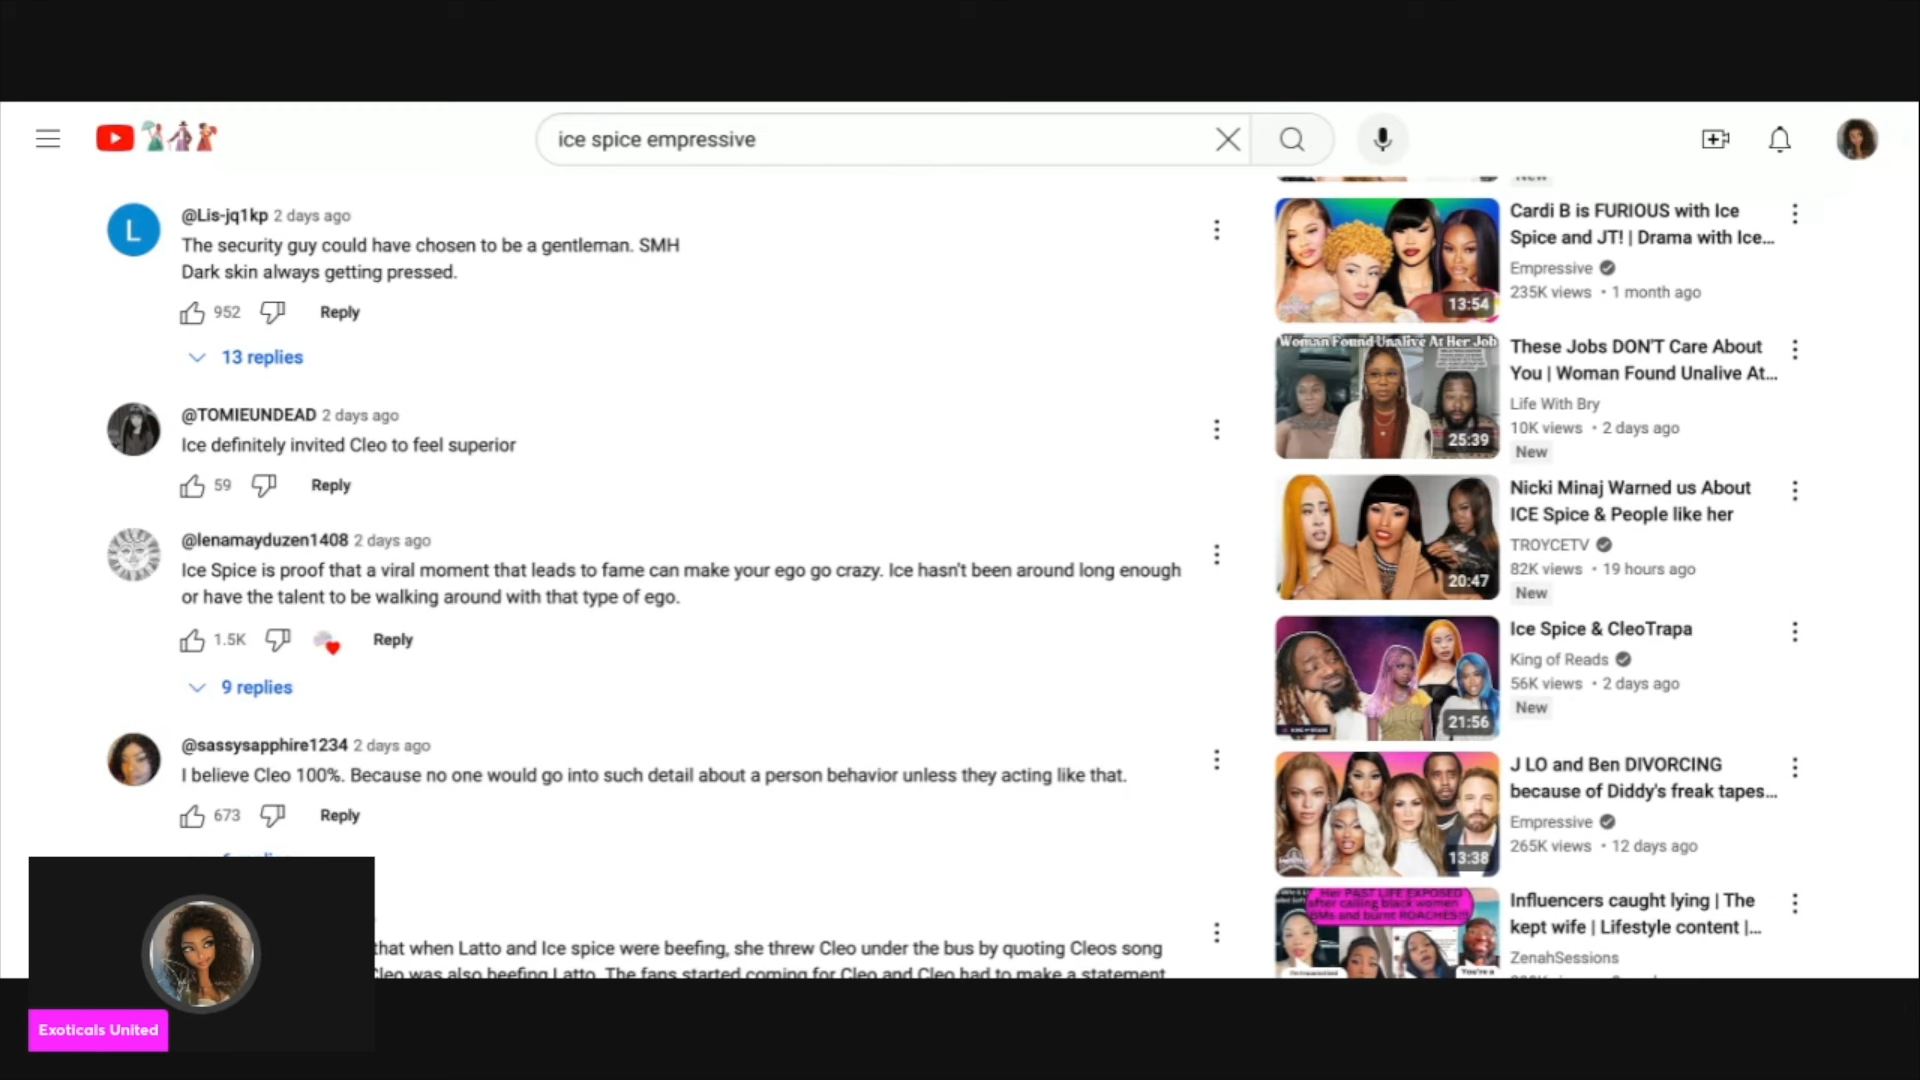 ice spice empressive
@Lis-jq1kp 2 days ago
The security guy could have chosen to be a gentleman. SMH
Dark skin always getting pressed.
952 Reply
13 replies
@TOMIEUNDEAD 2 days ago
Ice definitely invited Cleo to feel superior
59 Reply
@lenamayduzen1408 2 days ago
Ice Spice is proof that a viral moment that leads to fame can make your ego go crazy. Ice hasn't been around long enough
or have the talent to be walking around with that type of ego.
1.5K Reply
9 replies
@sassysapphire1234 2 days ago
I believe Cleo 100%. Because no one would go into such detail about a person behavior unless they acting like that.
673 Reply
that when Latto and Ice spice were beefing, she threw Cleo under the bus by quoting Cleos song
Cleo was also beefing Latto. The fans started coming for Cleo and Cleo had to make a statement
L
Exoticals United
New
13:54
Cardi B is FURIOUS with Ice
Spice and JT! | Drama with Ice...
Empressive
235K views • 1 month ago
Woman Found Unalive At Her Job
25:39
These Jobs DON'T Care About
You | Woman Found Unalive At...
Life With Bry
10K views • 2 days ago
New
20:47
Nicki Minaj Warned us About
ICE Spice & People like her
TROYCETV
82K views • 19 hours ago
New
21:56
Ice Spice & CleoTrapa
King of Reads
56K views • 2 days ago
New
13:38
J LO and Ben DIVORCING
because of Diddy's freak tapes...
Empressive
265K views • 12 days ago
Her PAST LIFE EXPOSED
after calling black women
BMs and burnt ROACHES!!!
You're a
Influencers caught lying | The
kept wife | Lifestyle content |...
ZenahSessions